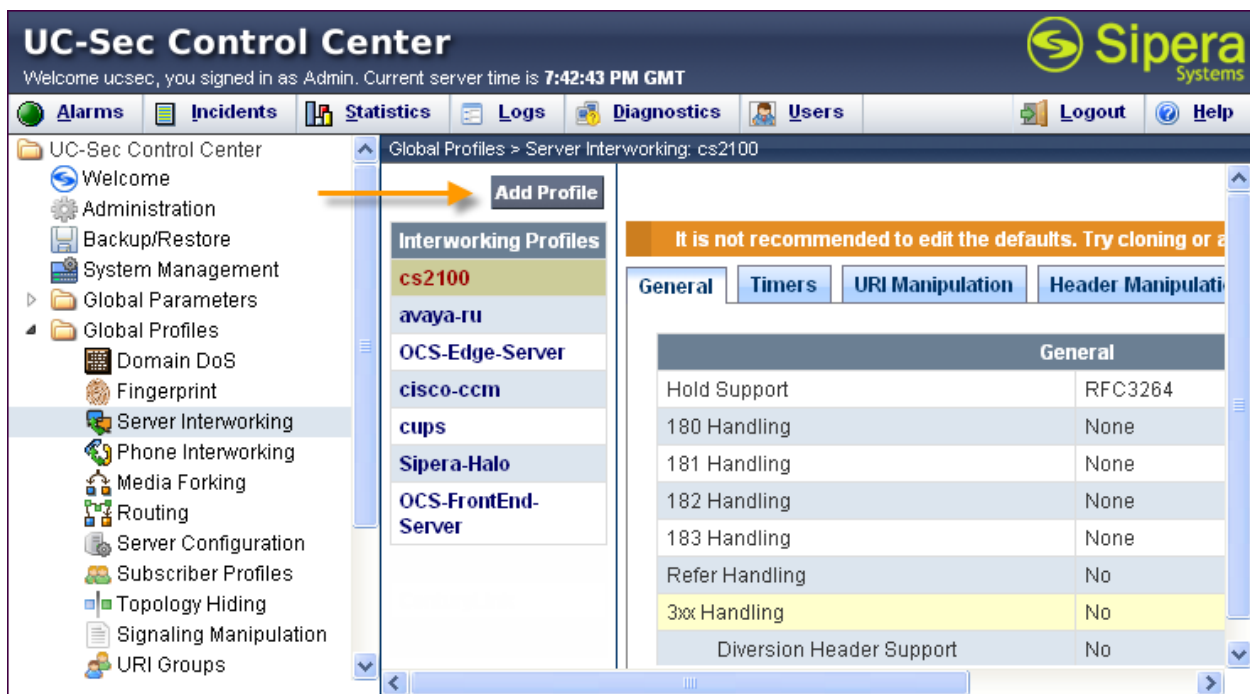 UC-Sec Control Center
Sipera
Systems
Welcome ucsec, you signed in as Admin. Current server time is 7:42:43 PM GMT
Alarms Incidents Statistics Logs Diagnostics Users Logout Help
UC-Sec Control Center
Welcome
Administration
Backup/Restore
System Management
Global Parameters
Global Profiles
Domain DoS
Fingerprint
Server Interworking
Phone Interworking
Media Forking
Routing
Server Configuration
Subscriber Profiles
Topology Hiding
Signaling Manipulation
URI Groups
Global Profiles > Server Interworking: cs2100
Add Profile
Interworking Profiles
cs2100
avaya-ru
OCS-Edge-Server
cisco-ccm
cups
Sipera-Halo
OCS-FrontEnd-
Server
It is not recommended to edit the defaults. Try cloning or
General Timers URI Manipulation Header Manipulati
General
Hold Support RFC3264
180 Handling None
181 Handling None
182 Handling None
183 Handling None
Refer Handling No
3xx Handling No
Diversion Header Support No